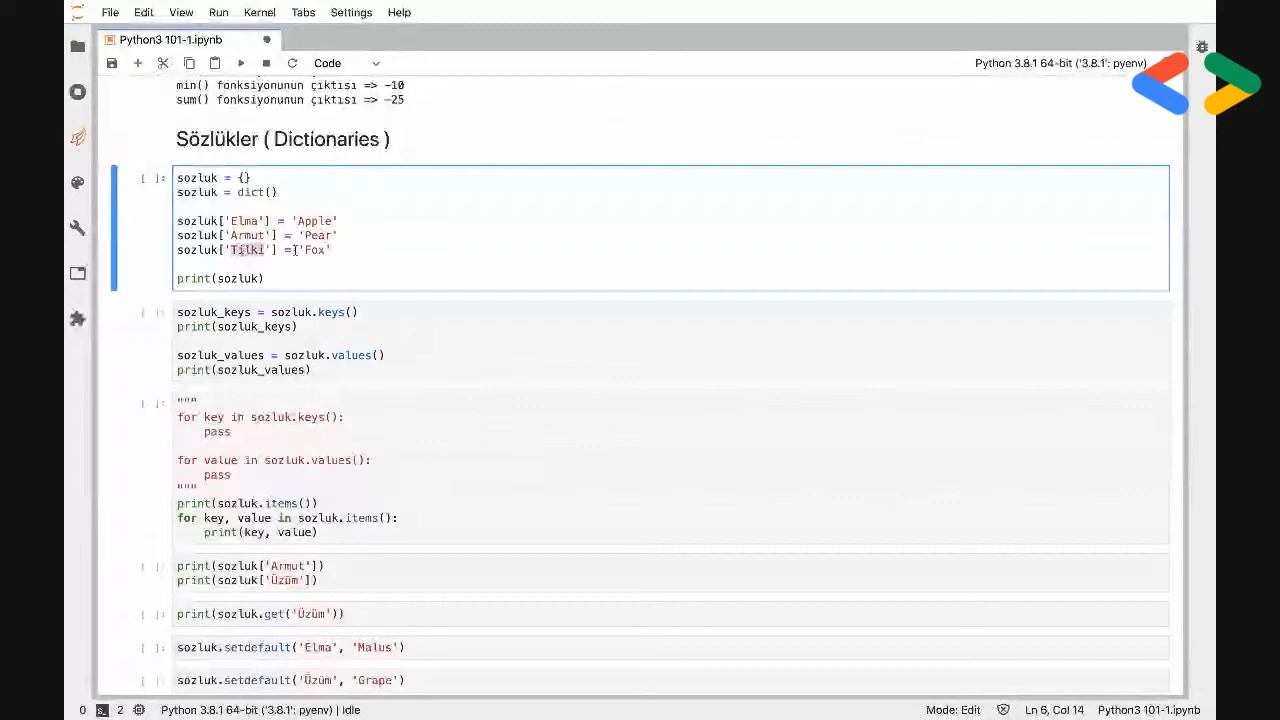 File Edit View Run Kernel Tabs Settings Help
Python3 101-1.ipynb
Code
Python 3.8.1 64-bit ('3.8.1': pyenv)
min() fonksiyonunun çıktısı => -10
sum() fonksiyonunun çıktısı => -25
Sözlükler ( Dictionaries )
[ ]: sozluk = {}
sozluk = dict()
sozluk['Elma'] = 'Apple'
sozluk['Armut'] = 'Pear'
sozluk['Tilki'] = 'Fox'
print(sozluk)
[ ]: sozluk_keys = sozluk.keys()
print(sozluk_keys)
sozluk_values = sozluk.values()
print(sozluk_values)
[ ]: """
for key in sozluk.keys():
pass
for value in sozluk.values():
pass
"""
print(sozluk.items())
for key, value in sozluk.items():
print(key, value)
[ ]: print(sozluk['Armut'])
print(sozluk['Üzüm'])
[ ]: print(sozluk.get('Üzüm'))
[ ]: sozluk.setdefault('Elma', 'Malus')
[ ]: sozluk.setdefault('Üzüm', 'Grape')
0 2 Python 3.8.1 64-bit ('3.8.1': pyenv) | Idle
Mode: Edit Ln 6, Col 14 Python3 101-1.ipynb